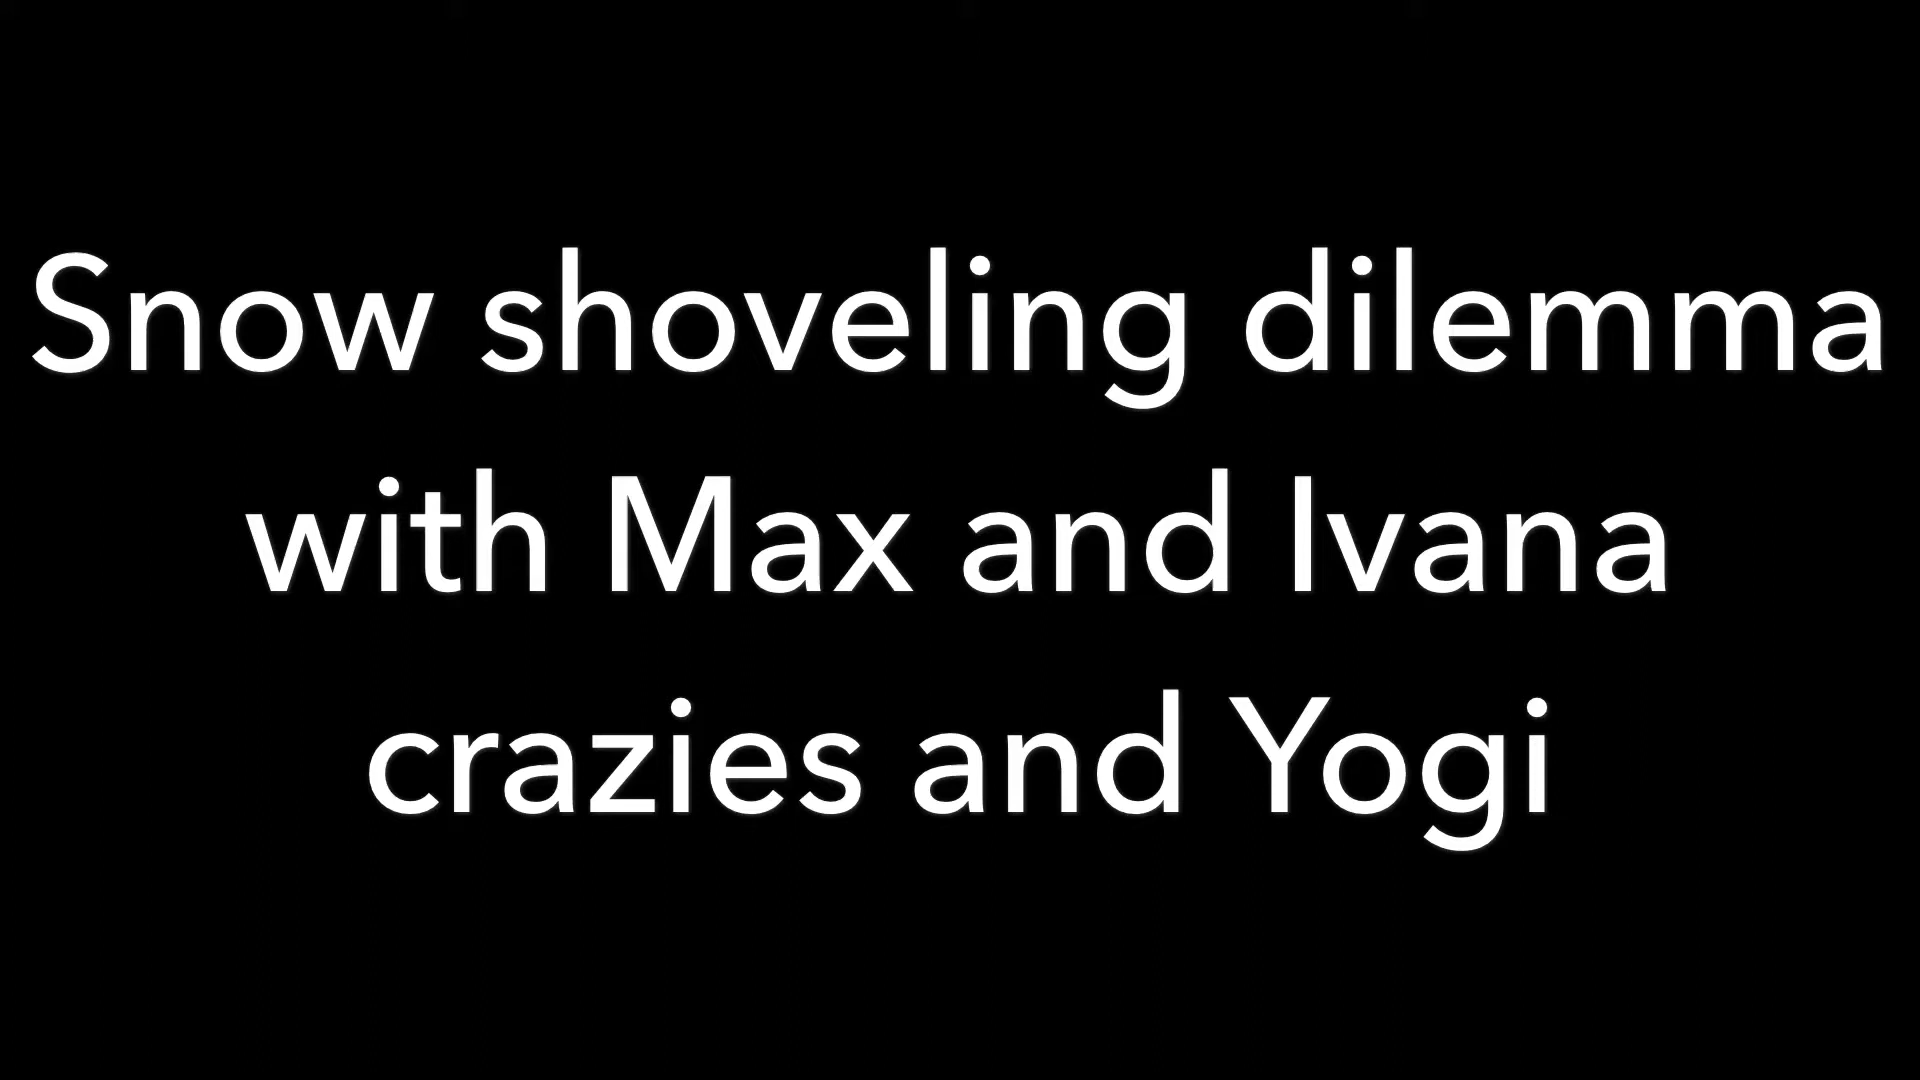 Snow shoveling dilemma
with Max and Ivana
crazies and Yogi